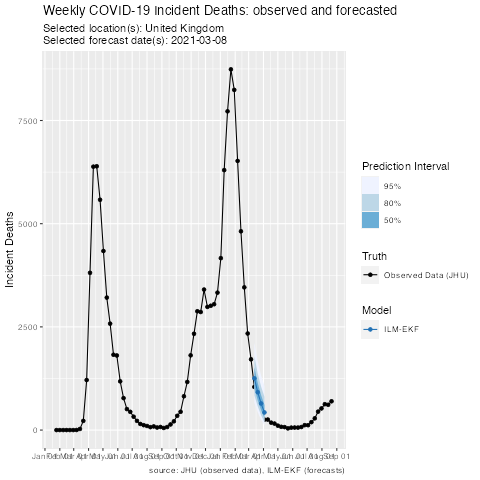 Weekly COVID-19 Incident Deaths: observed and forecasted
Selected location(s): United Kingdom
Selected forecast date(s): 2021-03-08
Incident Deaths
7500
5000
2500
0
source: JHU (observed data), ILM-EKF (forecasts)
Prediction Interval
95%
80%
50%
Truth
Observed Data (JHU)
Model
ILM-EKF